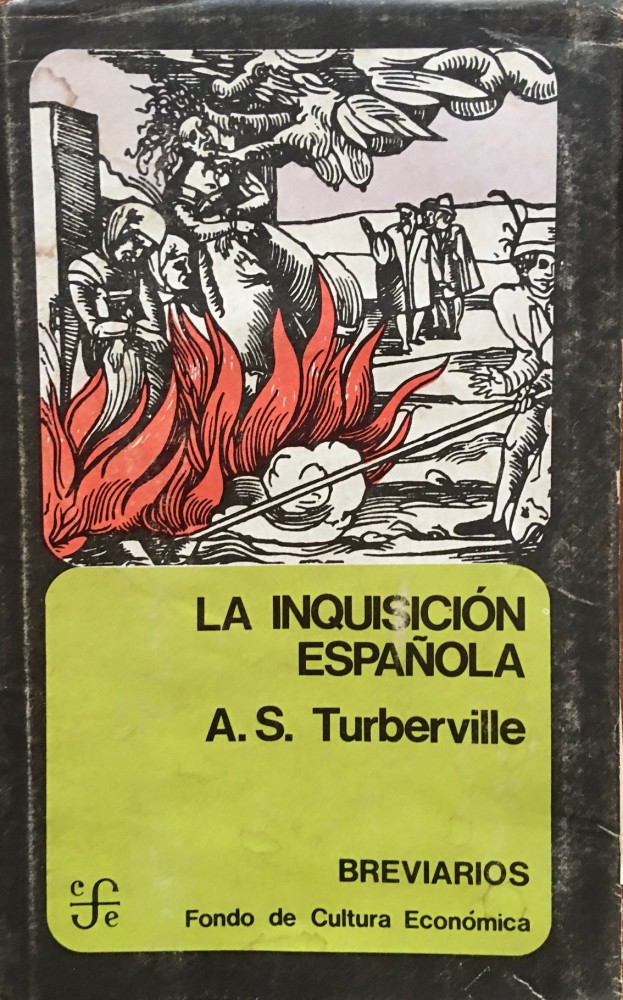 LA INQUISICIÓN
ESPAÑOLA
A. S. Turberville
BREVIARIOS
c
f
e
Fondo de Cultura Económica